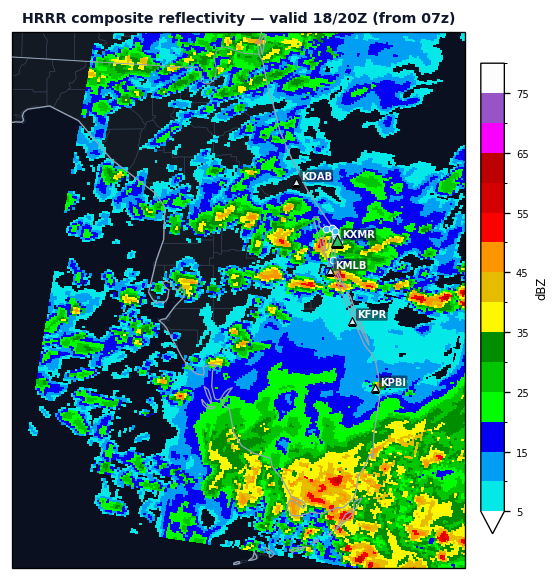 HRRR composite reflectivity — valid 18/20Z (from 07z)
KDAB
KXMR
KMLB
KFPR
KPBI
75
65
55
45
35
25
15
5
dBZ